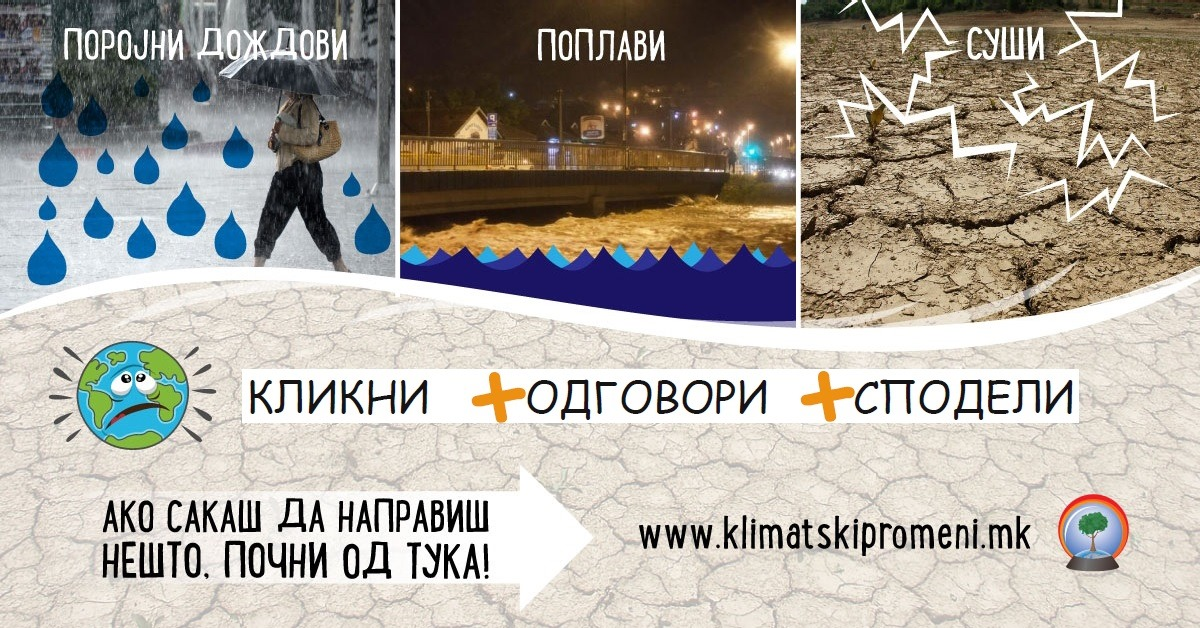 ПОРОЈНИ ДОЖДОВИ
ПОПЛАВИ
СУШИ
КЛИКНИ +ОДГОВОРИ +СПОДЕЛИ
АКО САКАШ ДА НАПРАВИШ
НЕШТО, ПОЧНИ ОД ТУКА!
www.klimatskipromeni.mk